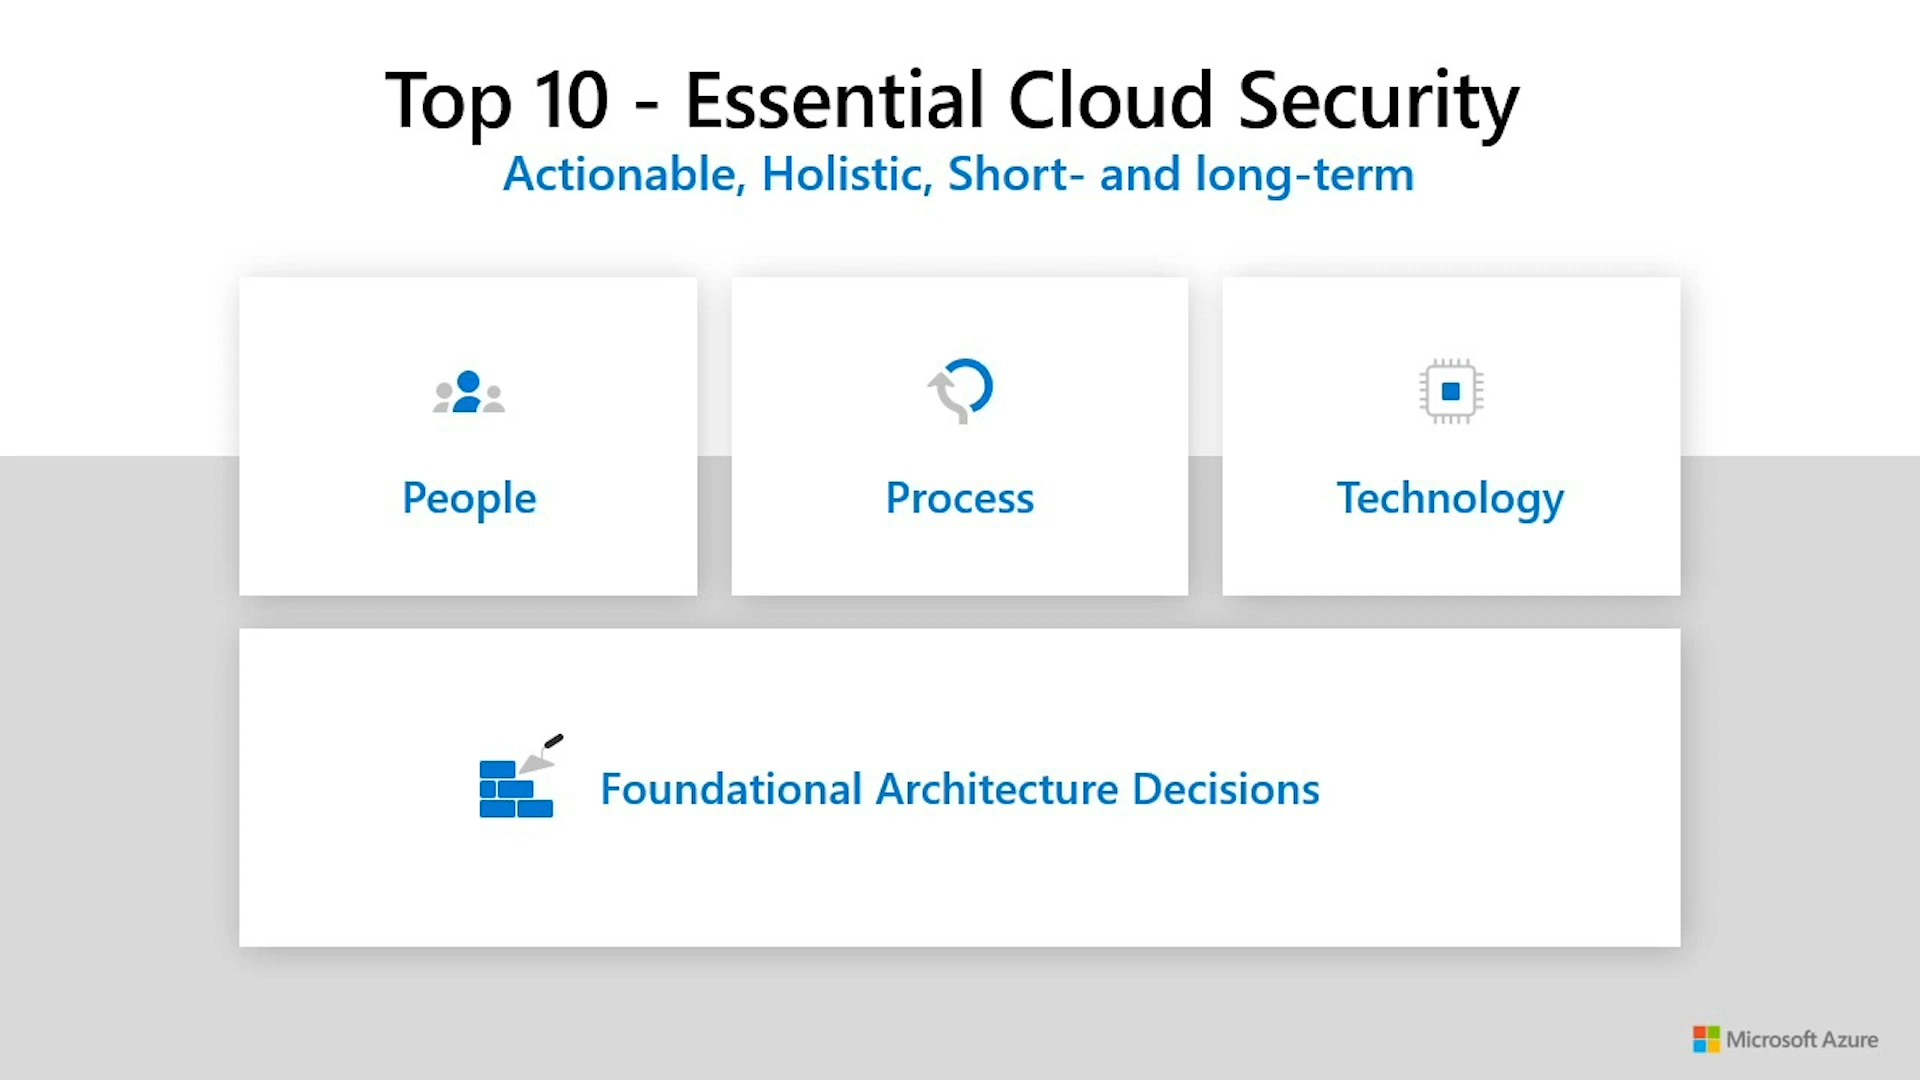 Top 10 - Essential Cloud Security
Actionable, Holistic, Short- and long-term
People
Process
Technology
Foundational Architecture Decisions
Microsoft Azure